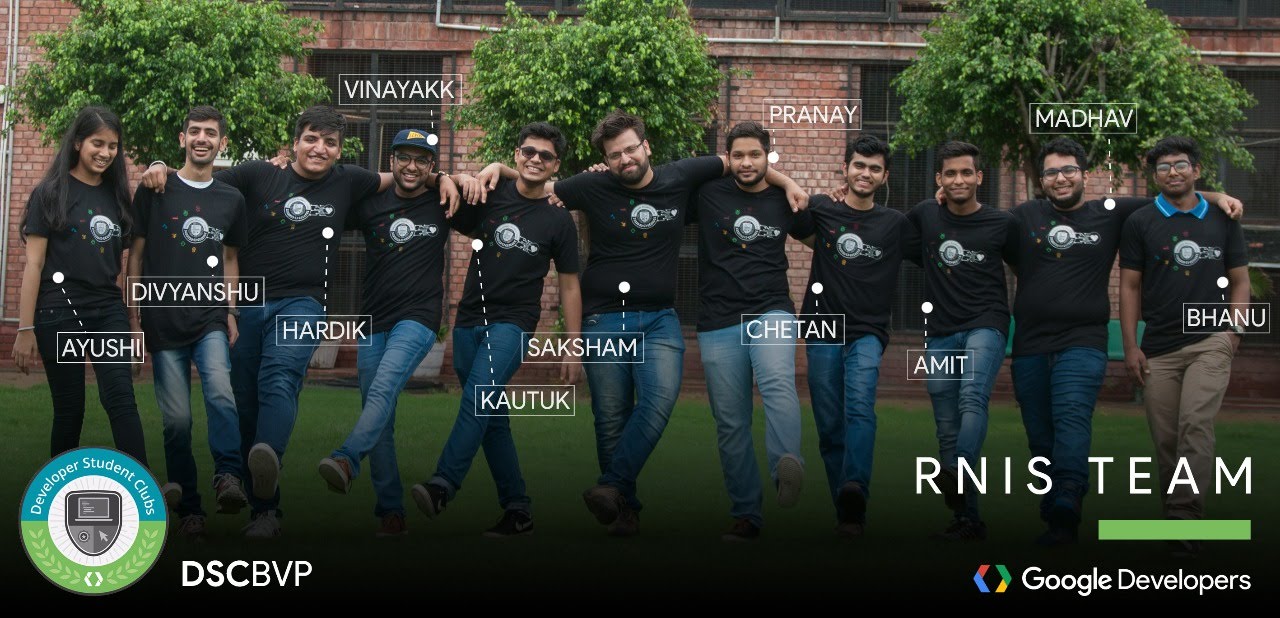 VINAYAKK
PRANAY
MADHAV
DIVYANSHU
AYUSHI
HARDIK
SAKSHAM
KAUTUK
CHETAN
AMIT
BHANU
RNIS TEAM
Developer Student Clubs
DSCBVP
Google Developers